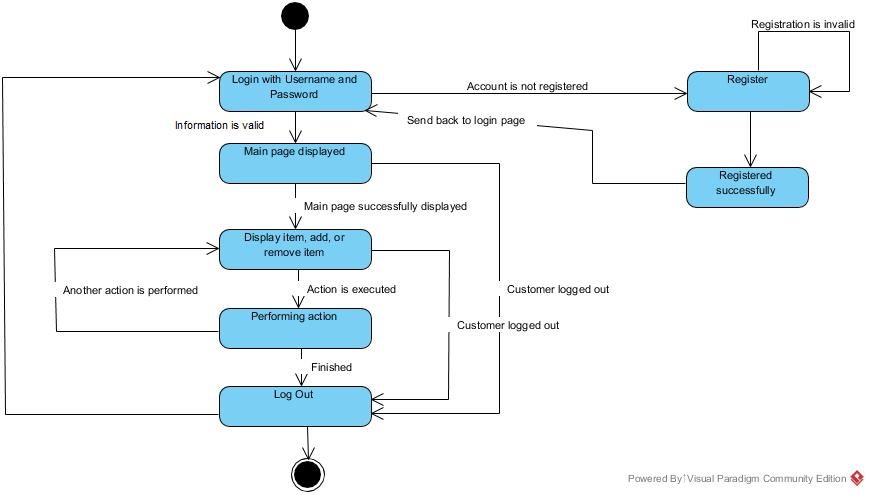 Registration is invalid
Login with Username and
Password
Account is not registered
Register
Send back to login page
Information is valid
Main page displayed
Registered
successfully
Main page successfully displayed
Display item, add, or
remove item
Another action is performed
Action is executed
Customer logged out
Performing action
Customer logged out
Finished
Log Out
Powered By Visual Paradigm Community Edition